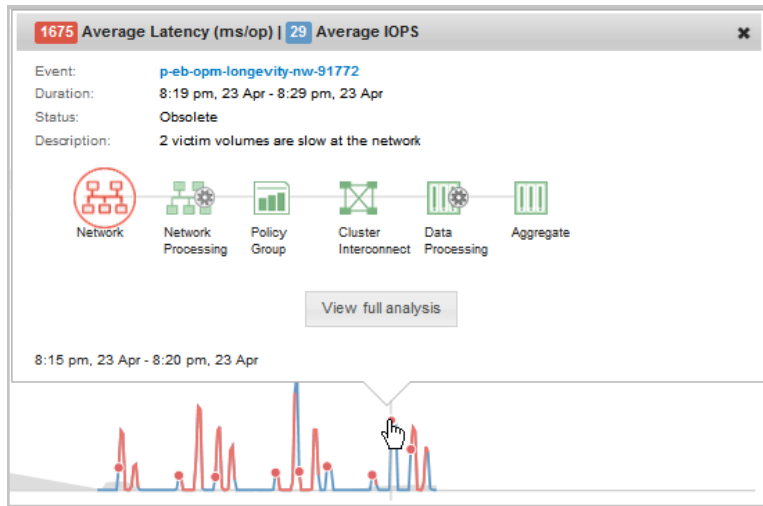 1675 Average Latency (ms/op) | 29 Average IOPS
Event: p-eb-opm-longevity-nw-91772
Duration: 8:19 pm, 23 Apr - 8:29 pm, 23 Apr
Status: Obsolete
Description: 2 victim volumes are slow at the network
Network Network Policy Cluster Data Aggregate
Processing Group Interconnect Processing
View full analysis
8:15 pm, 23 Apr - 8:20 pm, 23 Apr